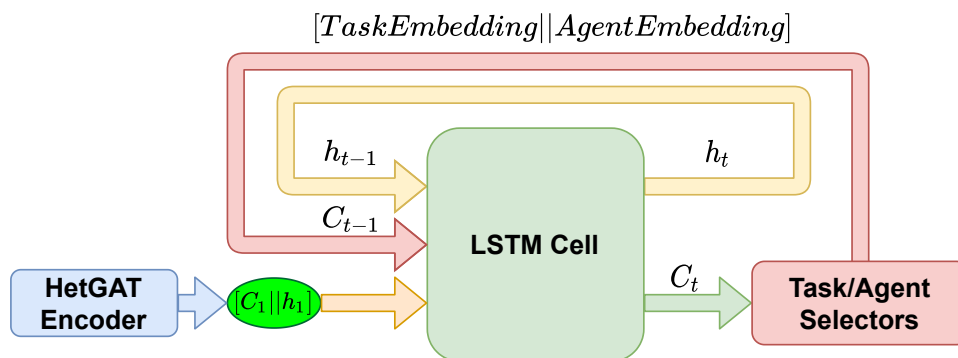 [TaskEmbedding||AgentEmbedding]
h_{t-1}
h_t
C_{t-1}
LSTM Cell
C_t
HetGAT
Encoder
[C_1||h_1]
Task/Agent
Selectors